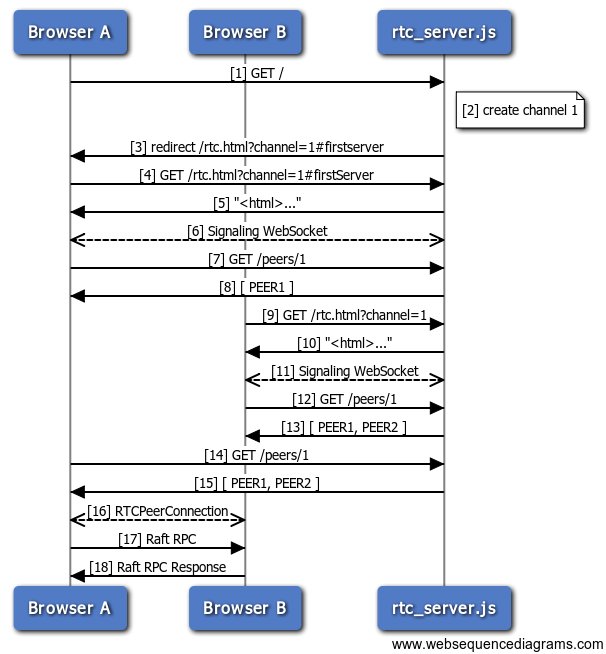 Browser A
Browser B
rtc_server.js
[1] GET /
[2] create channel 1
[3] redirect /rtc.html?channel=1#firstserver
[4] GET /rtc.html?channel=1#firstServer
[5] "<html>..."
[6] Signaling WebSocket
[7] GET /peers/1
[8] [ PEER1 ]
[9] GET /rtc.html?channel=1
[10] "<html>..."
[11] Signaling WebSocket
[12] GET /peers/1
[13] [ PEER1, PEER2 ]
[14] GET /peers/1
[15] [ PEER1, PEER2 ]
[16] RTCPeerConnection
[17] Raft RPC
[18] Raft RPC Response
Browser A
Browser B
rtc_server.js
www.websequencediagrams.com